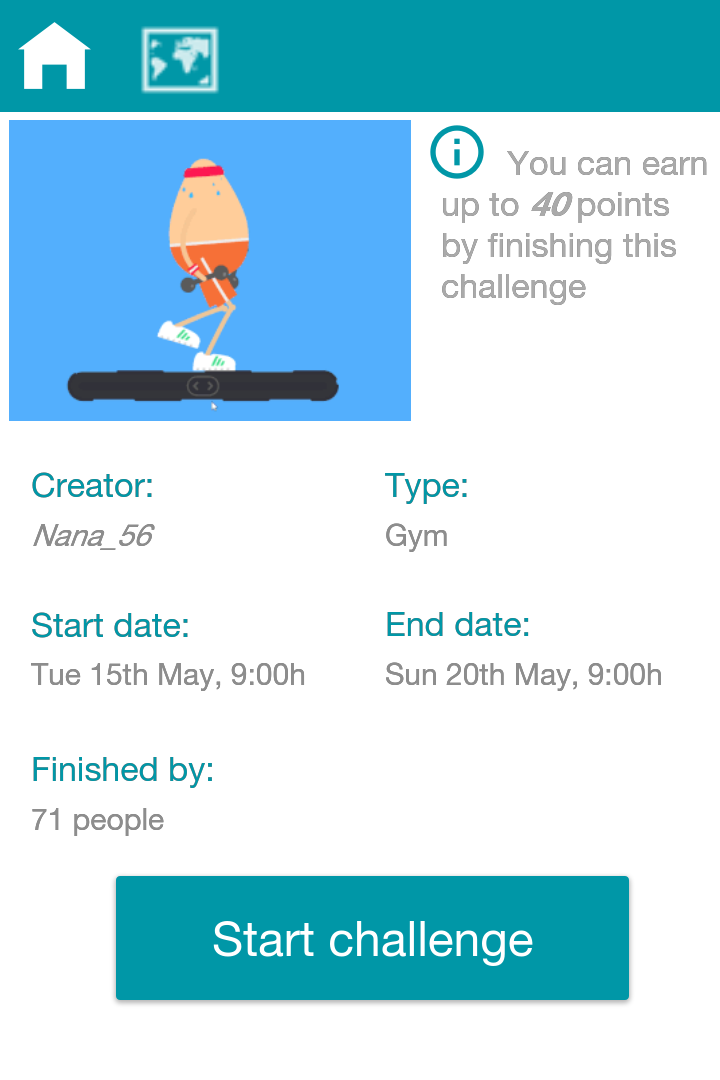 You can earn
up to 40 points
by finishing this
challenge
Creator:
Type:
Nana_56
Gym
Start date:
End date:
Tue 15th May, 9:00h
Sun 20th May, 9:00h
Finished by:
71 people
Start challenge